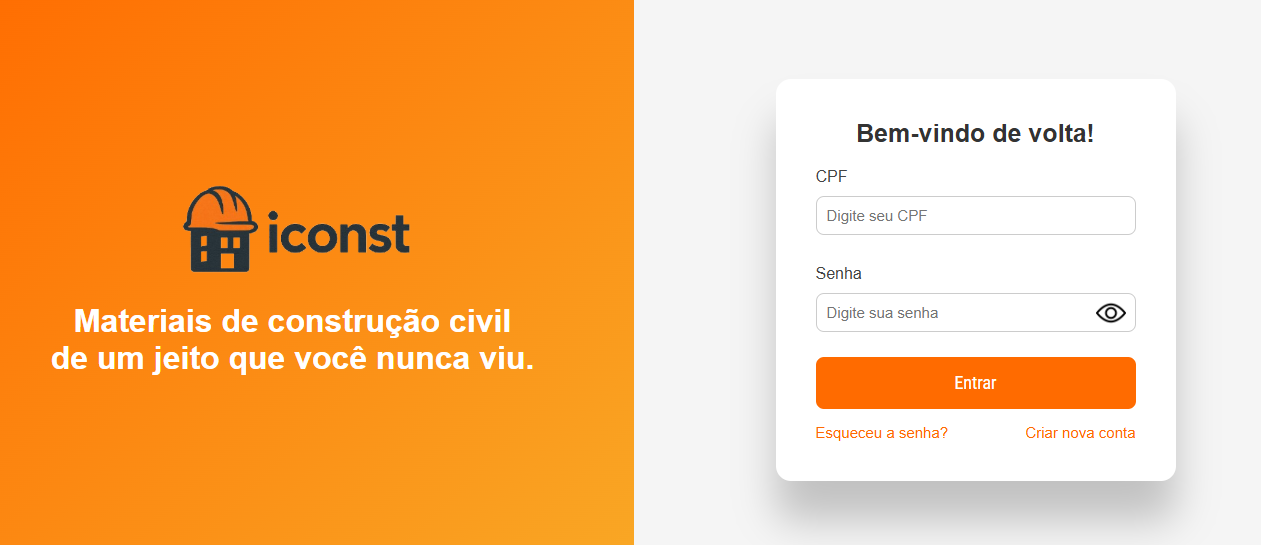 iconst
Materiais de construção civil
de um jeito que você nunca viu.
Bem-vindo de volta!
CPF
Digite seu CPF
Senha
Digite sua senha
Entrar
Esqueceu a senha?
Criar nova conta